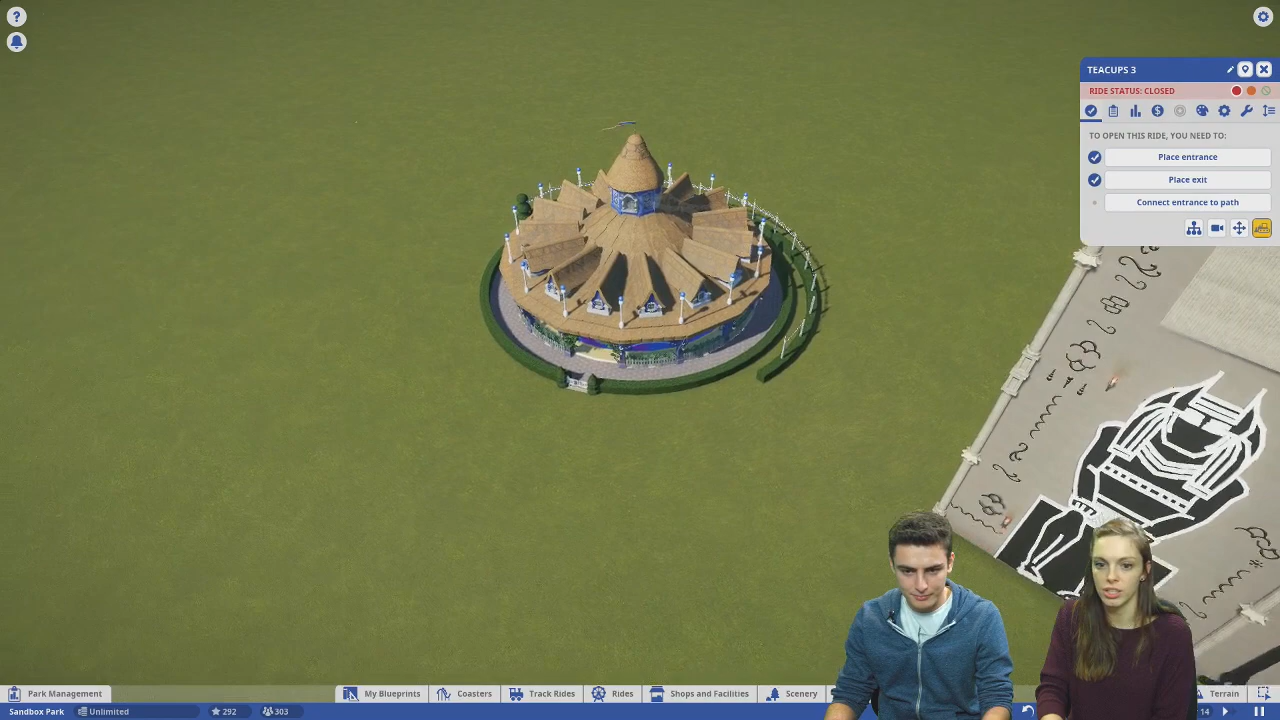 ?
TEACUPS 3
RIDE STATUS: CLOSED
TO OPEN THIS RIDE, YOU NEED TO:
Place entrance
Place exit
Connect entrance to path
Park Management
My Blueprints
Coasters
Track Rides
Rides
Shops and Facilities
Scenery
Terrain
Sandbox Park
Unlimited
292
303
14